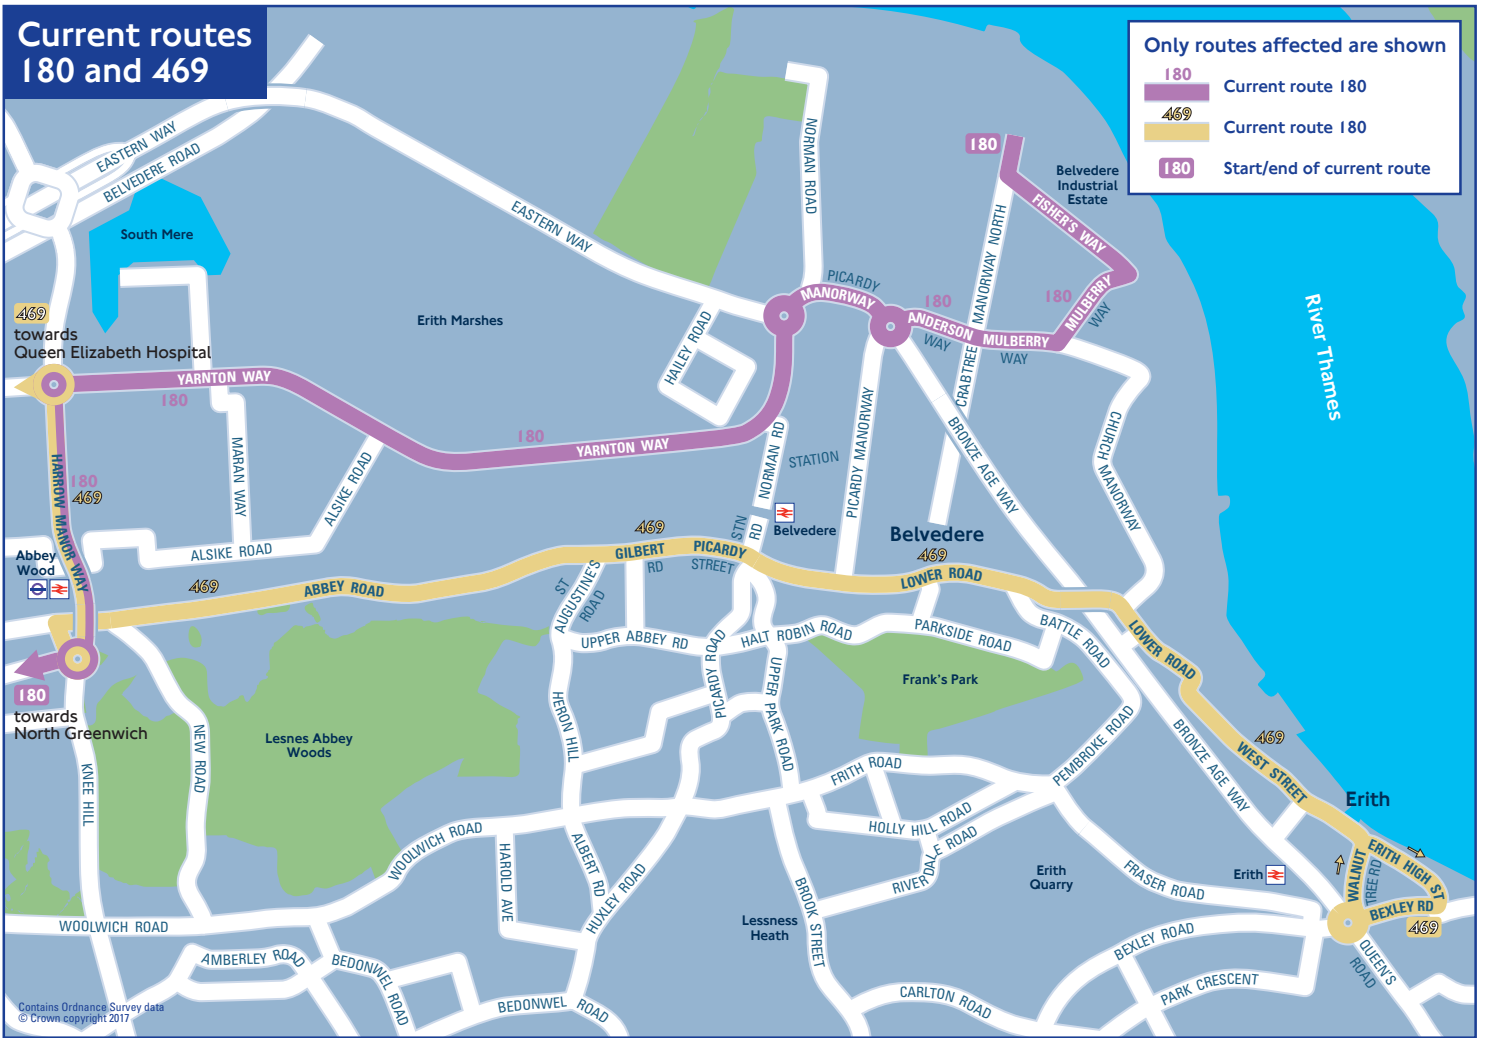 Current routes
180 and 469
Only routes affected are shown
180
Current route 180
469
Current route 180
180
Start/end of current route
EASTERN WAY
BELVEDERE ROAD
South Mere
EASTERN WAY
NORMAN ROAD
180
Belvedere
Industrial
Estate
FISHER'S WAY
CRABTREE MANORWAY NORTH
PICARDY
MANORWAY
180
ANDERSON
WAY
180
MULBERRY
WAY
MULBERRY
WAY
River Thames
469
towards
Queen Elizabeth Hospital
Erith Marshes
HAILEY ROAD
YARNTON WAY
180
180
YARNTON WAY
HARROW MANOR WAY
180
469
MARAN WAY
ALSIKE ROAD
ALSIKE ROAD
NORMAN RD
STATION
PICARDY MANORWAY
BRONZE AGE WAY
CHURCH MANORWAY
STN
RD
Belvedere
Belvedere
Abbey
Wood
469
ABBEY ROAD
469
GILBERT
RD
PICARDY
STREET
469
LOWER ROAD
ST
AUGUSTINE'S
ROAD
UPPER ABBEY RD
PICARDY ROAD
HALT ROBIN ROAD
PARKSIDE ROAD
BATTLE ROAD
LOWER ROAD
180
towards
North Greenwich
Frank's Park
UPPER PARK ROAD
HERON HILL
Lesnes Abbey
Woods
NEW ROAD
KNEE HILL
FRITH ROAD
PEMBROKE ROAD
BRONZE AGE WAY
469
WEST STREET
Erith
HOLLY HILL ROAD
RIVERDALE ROAD
WOOLWICH ROAD
HAROLD AVE
ALBERT RD
HUXLEY ROAD
BROOK STREET
Erith
Quarry
FRASER ROAD
Erith
WALNUT
TREE RD
ERITH HIGH ST
BEXLEY RD
469
Lessness
Heath
WOOLWICH ROAD
AMBERLEY ROAD
BEDONWEL ROAD
BEDONWEL ROAD
CARLTON ROAD
BEXLEY ROAD
PARK CRESCENT
QUEEN'S
ROAD
Contains Ordnance Survey data
© Crown copyright 2017